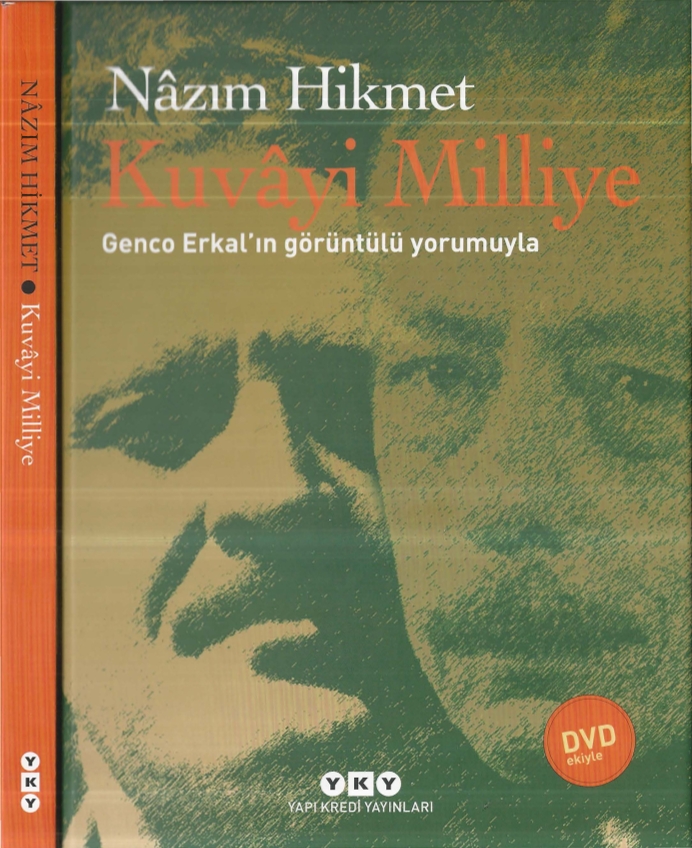 NÂZIM HİKMET ● Kuvâyi Milliye
YKY
Nâzım Hikmet
Kuvâyi Milliye
Genco Erkal'ın görüntülü yorumuyla
DVD
ekiyle
YKY
YAPI KREDİ YAYINLARI